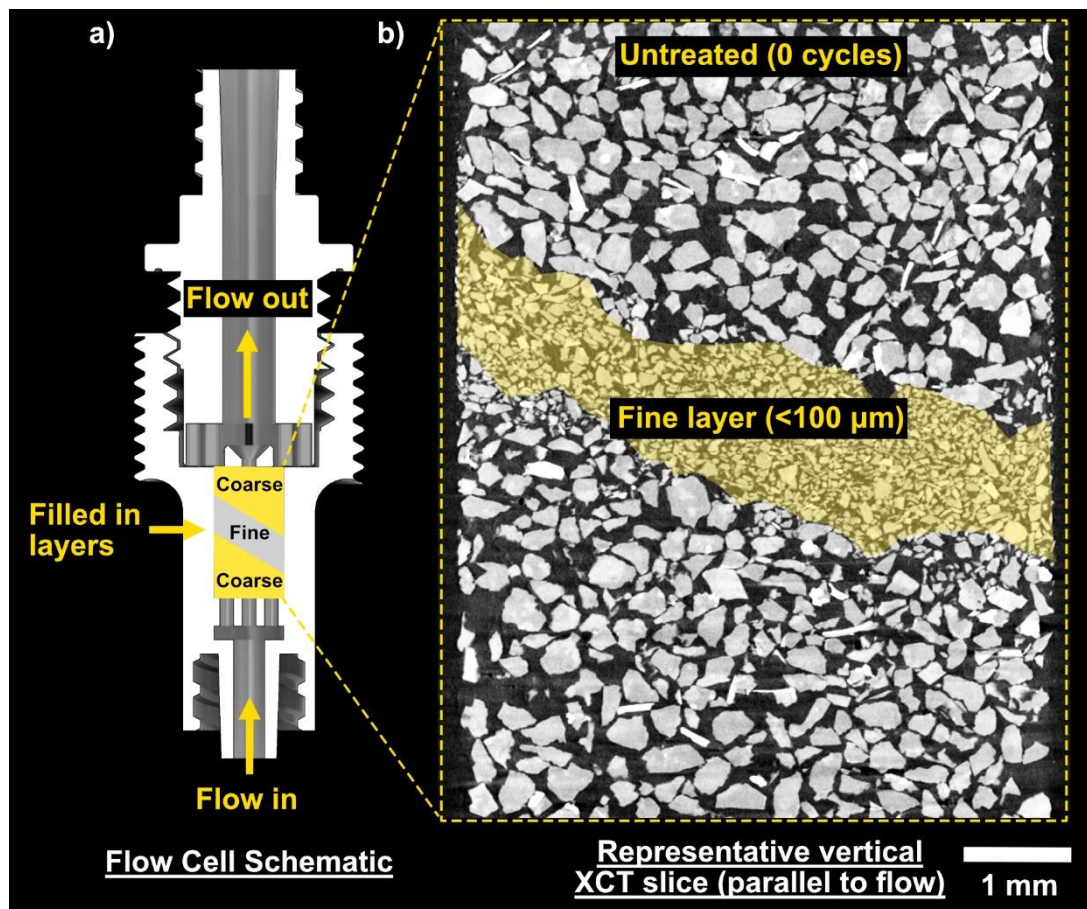 a)
b)
Untreated (0 cycles)
Flow out
Fine layer (<100 µm)
Coarse
Filled in
layers
Fine
Coarse
Flow in
Flow Cell Schematic
Representative vertical
XCT slice (parallel to flow)
1 mm